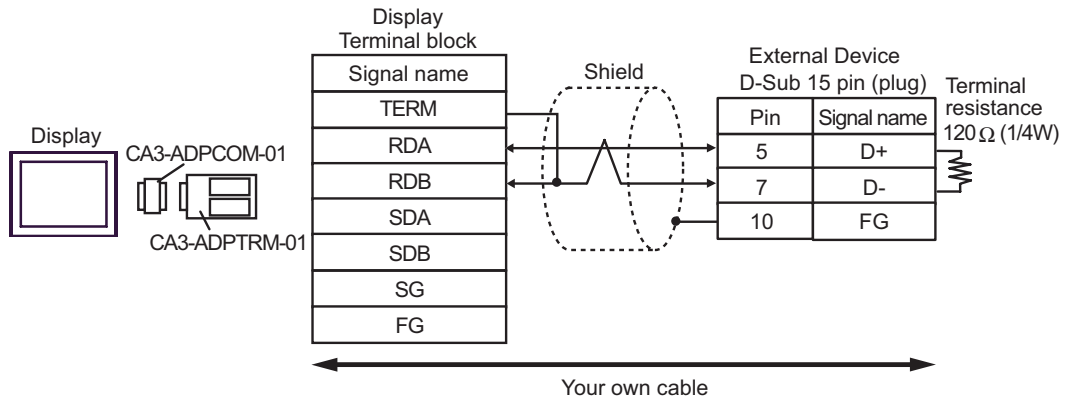 Display
Terminal block
Signal name
TERM
RDA
RDB
SDA
SDB
SG
FG
Shield
External Device
D-Sub 15 pin (plug)
Pin
Signal name
5
D+
7
D-
10
FG
Terminal
resistance
120Ω (1/4W)
Display
CA3-ADPCOM-01
CA3-ADPTRM-01
Your own cable